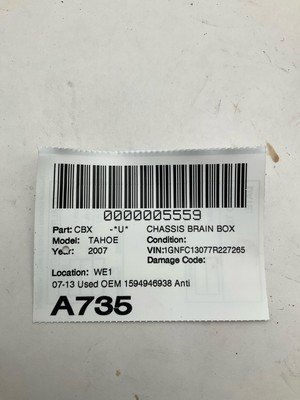 0000005559
Part: CBX -*U* CHASSIS BRAIN BOX
Model: TAHOE Condition:
Year: 2007 VIN:1GNFC13077R227265
Damage Code:
Location: WE1
07-13 Used OEM 1594946938 Anti
A735